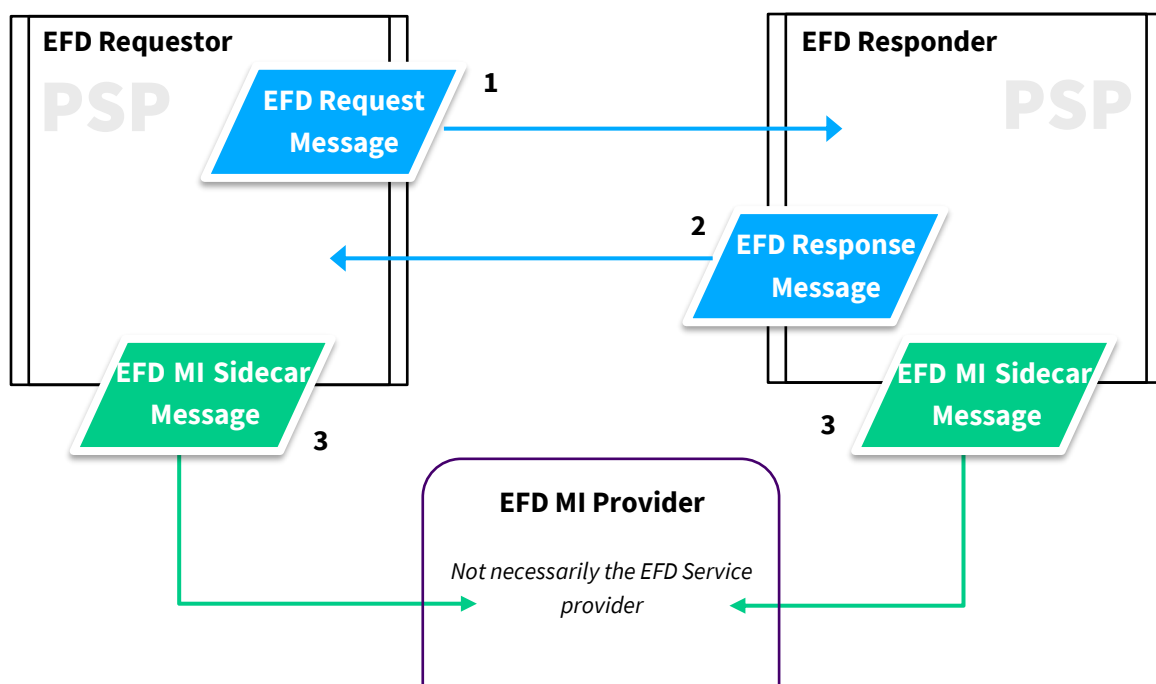 EFD Requestor
PSP
1
EFD Request
Message
EFD Responder
PSP
2
EFD Response
Message
EFD MI Sidecar
Message
3
EFD MI Sidecar
Message
3
EFD MI Provider
Not necessarily the EFD Service
provider